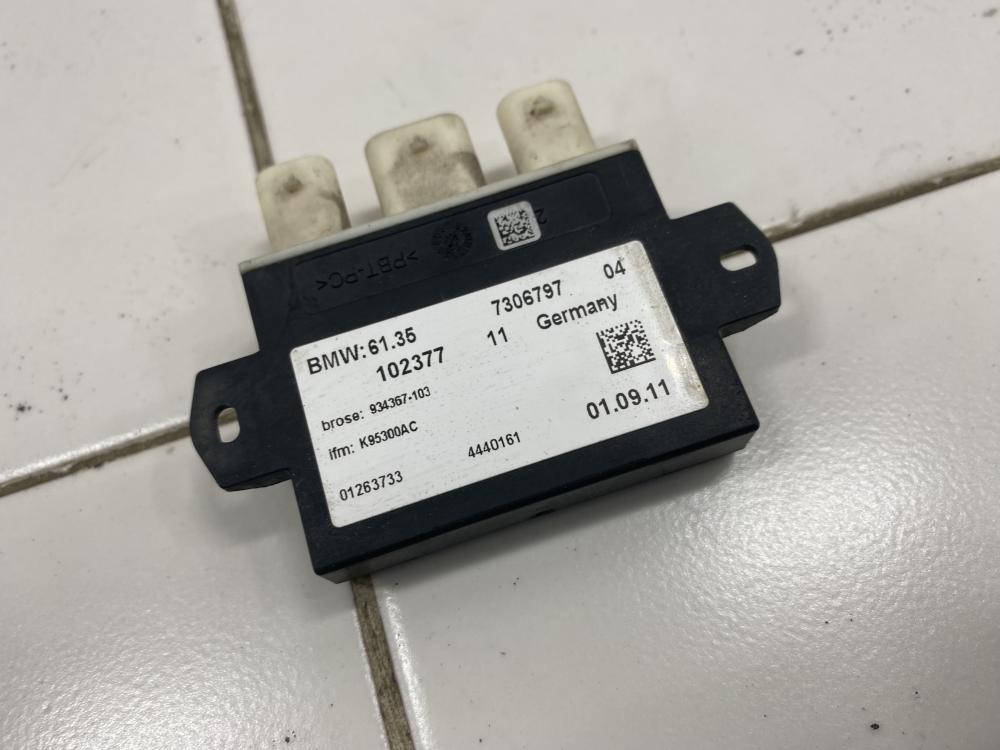 >PBT-PC<
2
BMW: 61.35 7306797 04
102377 11 Germany
brose: 934367-103
ifm: K95300AC
01.09.11
01263733 4440161